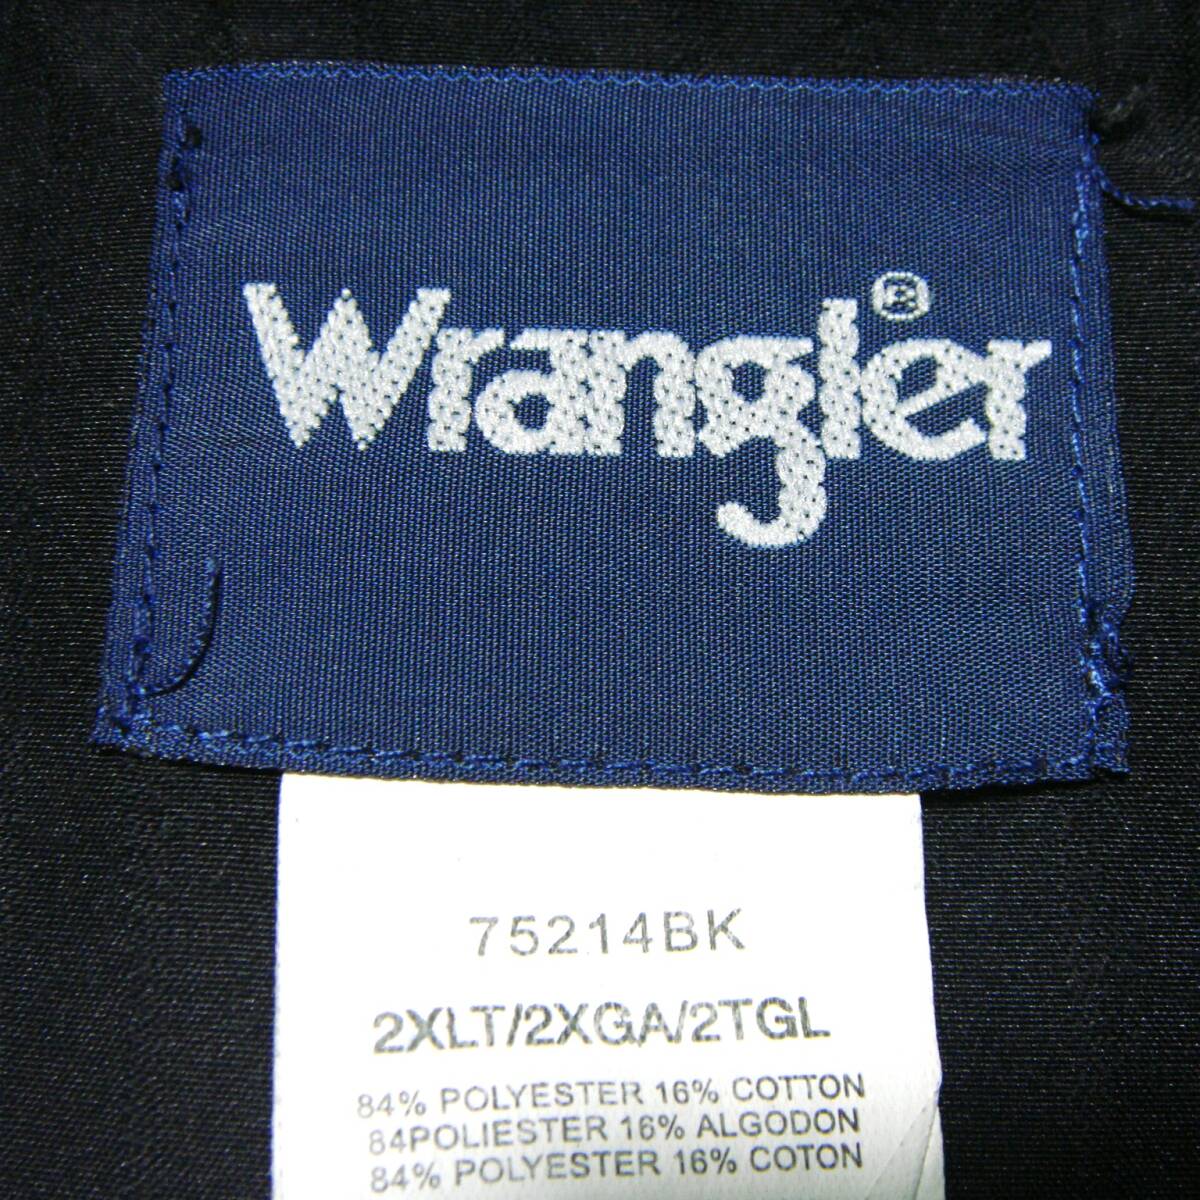 Wrangler®
75214BK
2XLT/2XGA/2TGL
84% POLYESTER 16% COTTON
84POLIESTER 16% ALGODON
84% POLYESTER 16% COTON